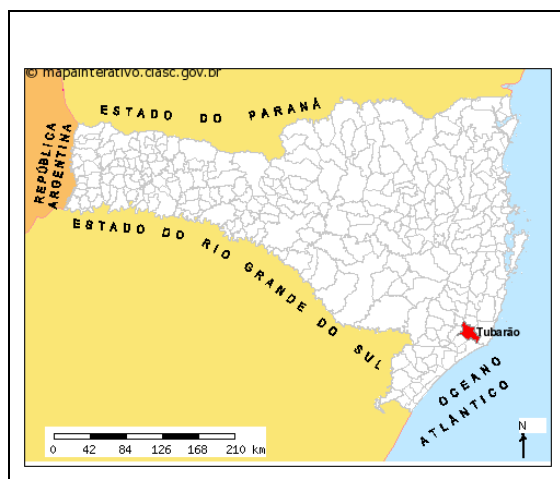 © mapainterativo.ciasc.gov.br
ESTADO DO PARANÁ
REPÚBLICA
ARGENTINA
ESTADO DO RIO GRANDE DO SUL
Tubarão
OCEANO
ATLÂNTICO
N
0 42 84 126 168 210 km